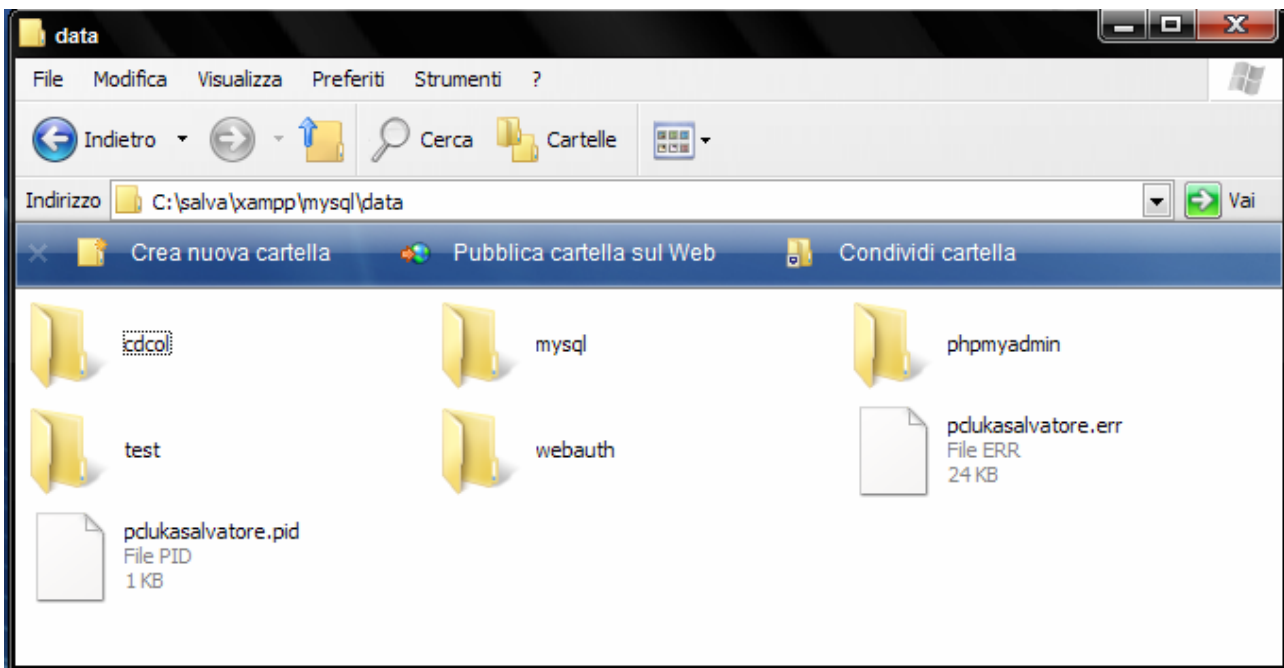 data
File Modifica Visualizza Preferiti Strumenti ?
Indietro Cerca Cartelle
Indirizzo C:\salva\xampp\mysql\data Vai
Crea nuova cartella Pubblica cartella sul Web Condividi cartella
cdcol mysql phpmyadmin
test webauth pclukasalvatore.err
File ERR
24 KB
pclukasalvatore.pid
File PID
1 KB